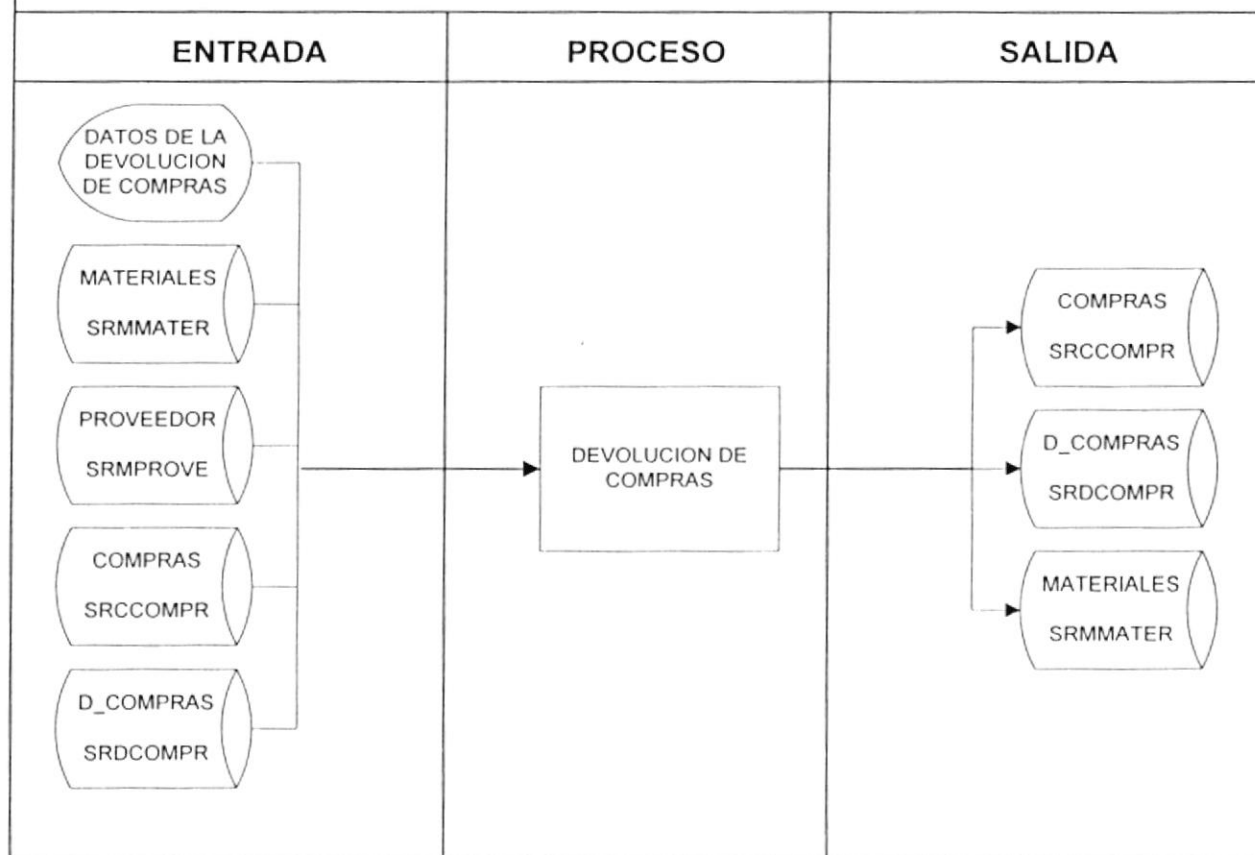 ENTRADA
PROCESO
SALIDA
DATOS DE LA
DEVOLUCION
DE COMPRAS
MATERIALES
SRMMATER
PROVEEDOR
SRMPROVE
COMPRAS
SRCCOMPR
D_COMPRAS
SRDCOMPR
DEVOLUCION DE
COMPRAS
COMPRAS
SRCCOMPR
D_COMPRAS
SRDCOMPR
MATERIALES
SRMMATER